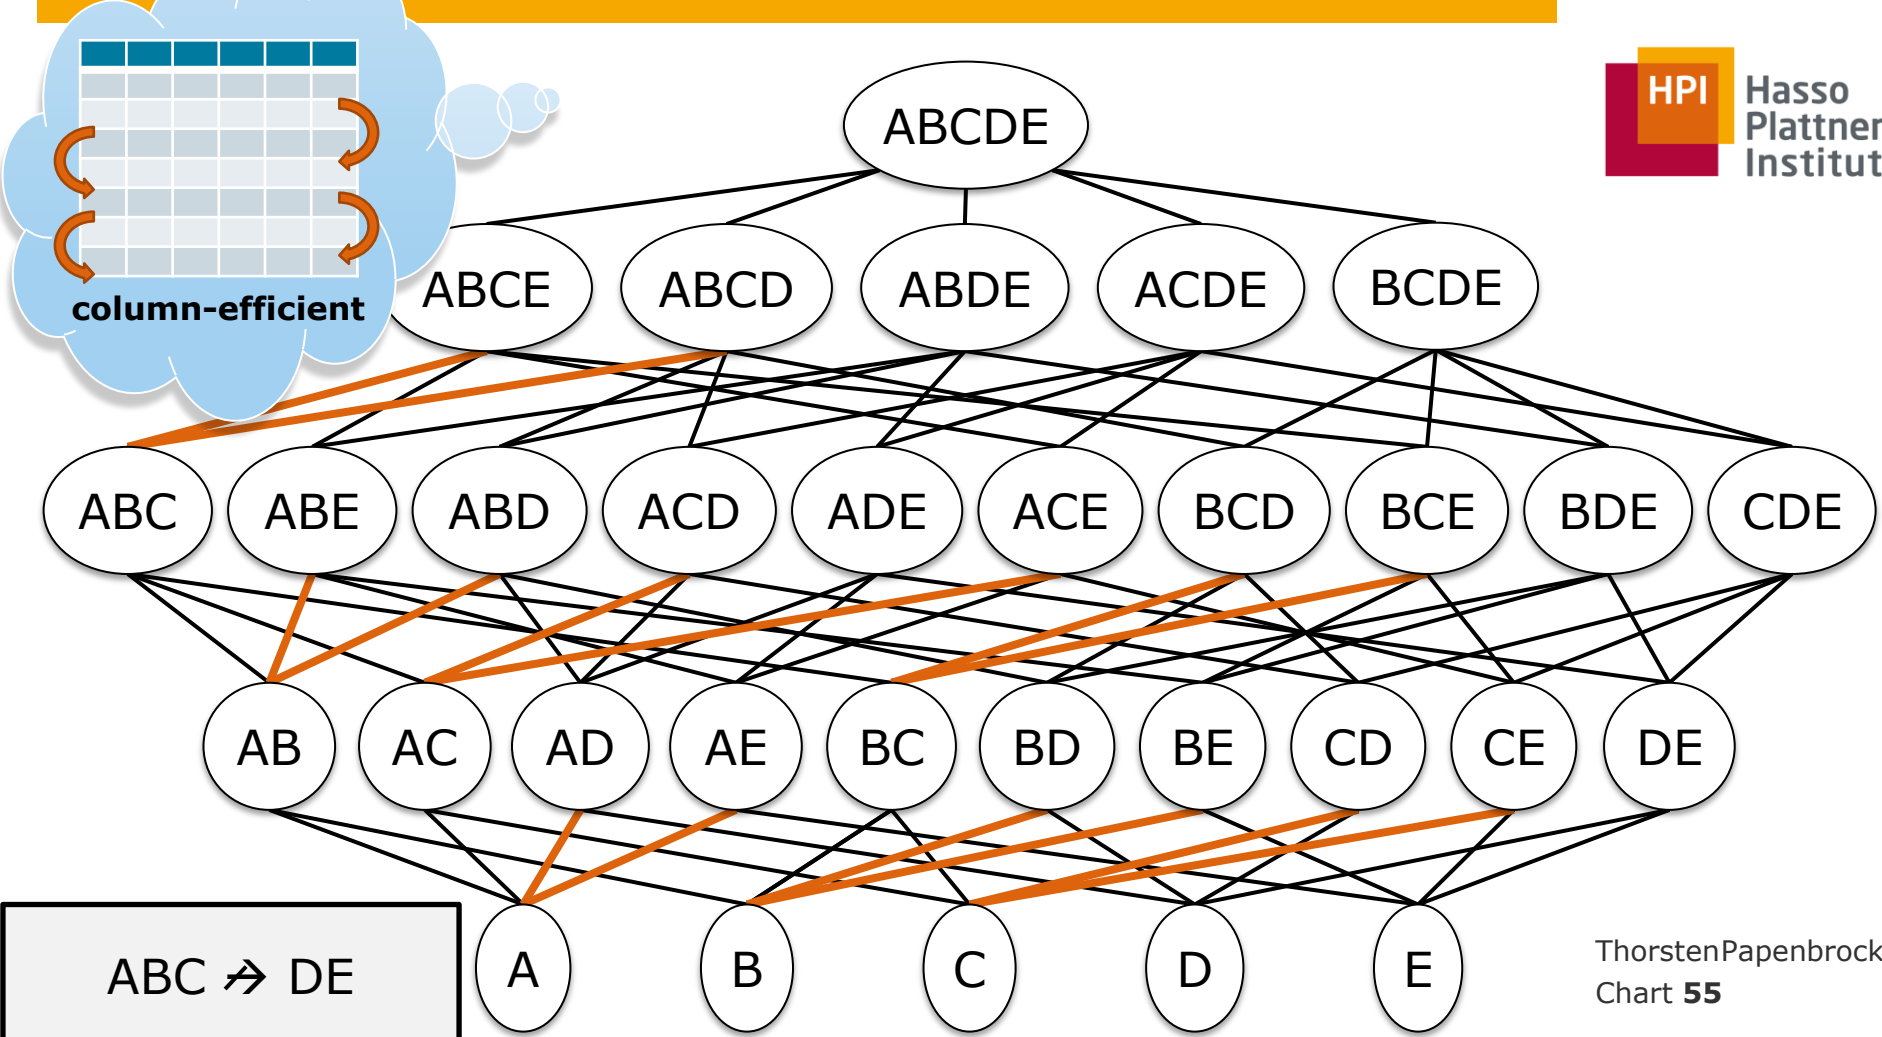 HPI Hasso
Plattner
Institut
column-efficient
ABCDE
ABCE ABCD ABDE ACDE BCDE
ABC ABE ABD ACD ADE ACE BCD BCE BDE CDE
AB AC AD AE BC BD BE CD CE DE
A B C D E
ABC ↛ DE
ThorstenPapenbrock
Chart 55